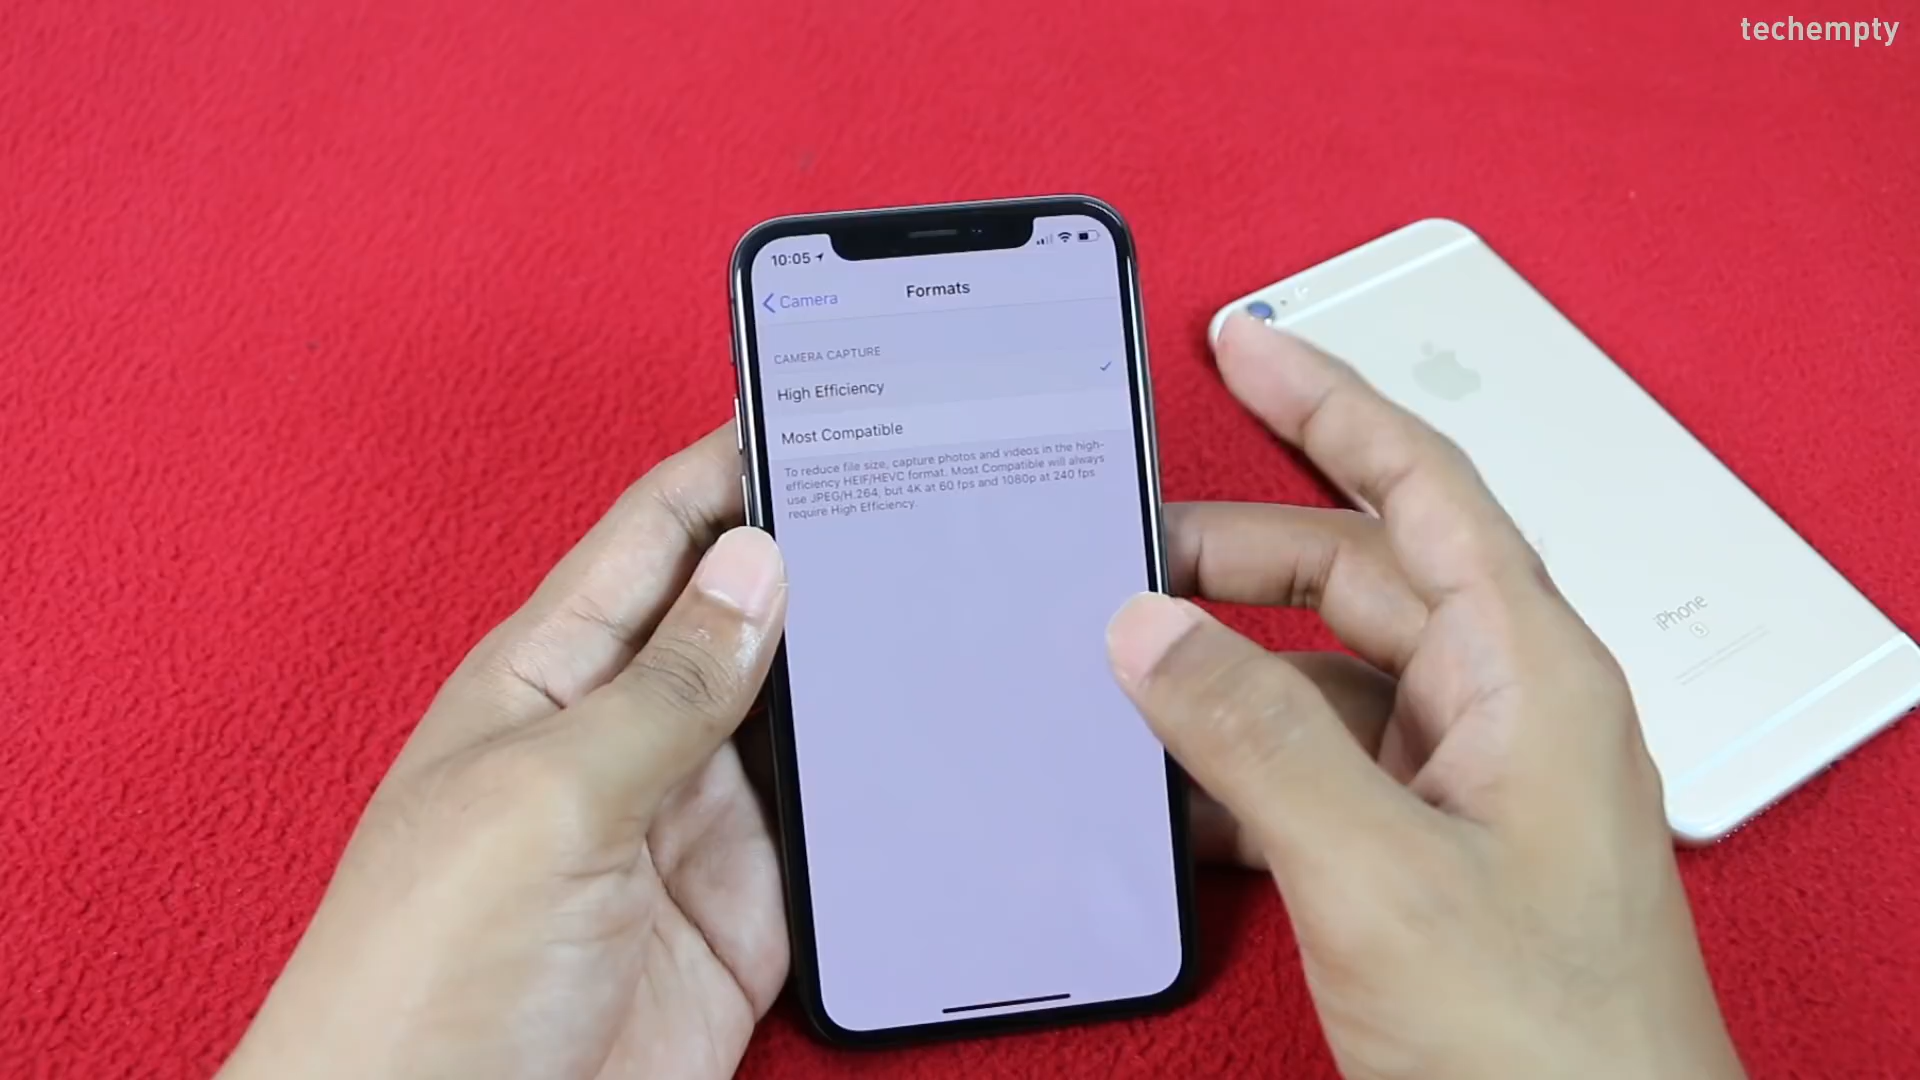 techempty
10:05
Camera
Formats
CAMERA CAPTURE
High Efficiency
Most Compatible
To reduce file size, capture photos and videos in the high-
efficiency HEIF/HEVC format. Most Compatible will always
use JPEG/H.264, but 4K at 60 fps and 1080p at 240 fps
require High Efficiency.
iPhone
S